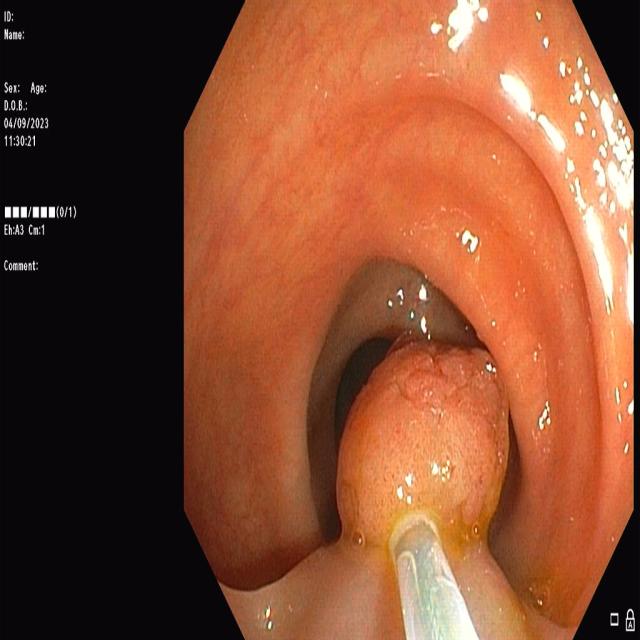 ID:
Name:
Sex: Age:
D.O.B.:
04/09/2023
11:30:21
■■■/■■■(0/1)
Eh:A3 Cm:1
Comment: